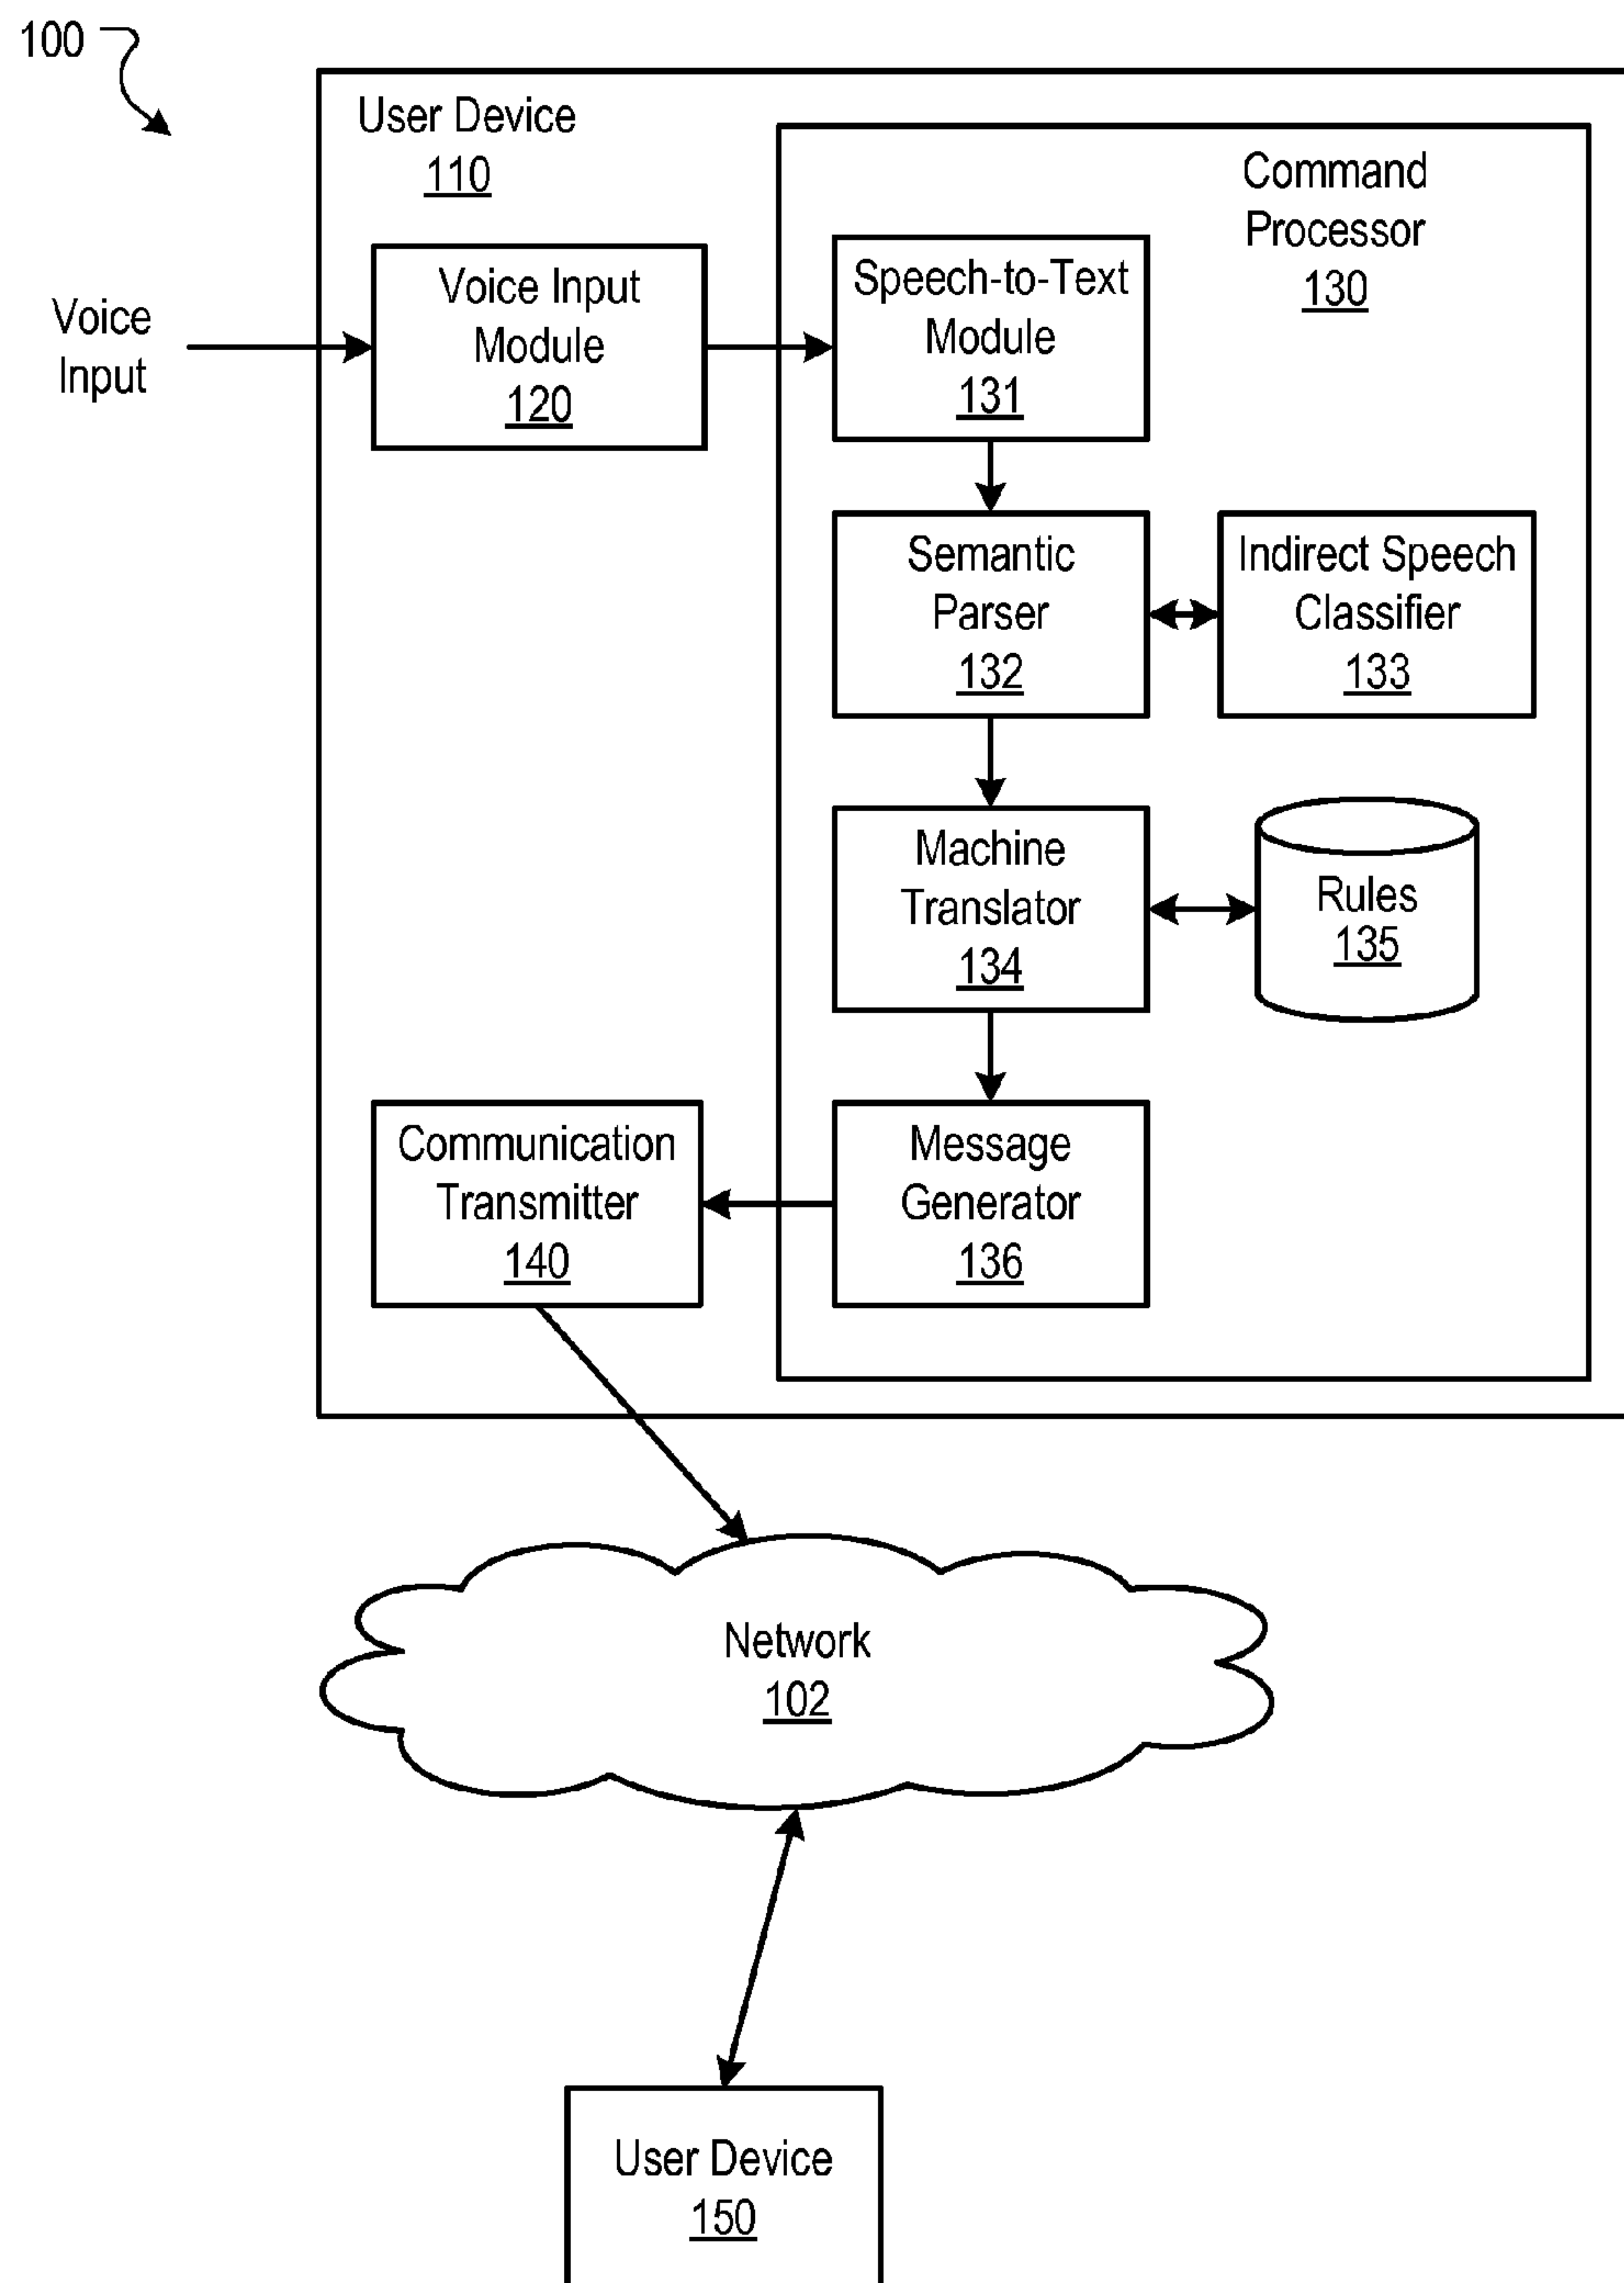 100
User Device
110
Command
Processor
130
Voice
Input
Voice Input
Module
120
Speech-to-Text
Module
131
Semantic
Parser
132
Indirect Speech
Classifier
133
Machine
Translator
134
Rules
135
Communication
Transmitter
140
Message
Generator
136
Network
102
User Device
150